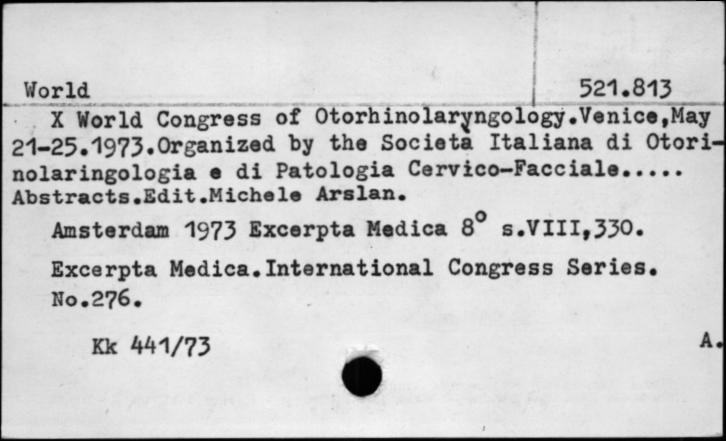 World 521.813
X World Congress of Otorhinolaryngology.Venice,May
21-25.1973.Organized by the Società Italiana di Otori-
nolaringologia e di Patologia Cervico-Facciale.....
Abstracts.Edit.Michele Arslan.
Amsterdam 1973 Excerpta Medica 8° s.VIII,330.
Excerpta Medica.International Congress Series.
No.276.
Kk 441/73 A.